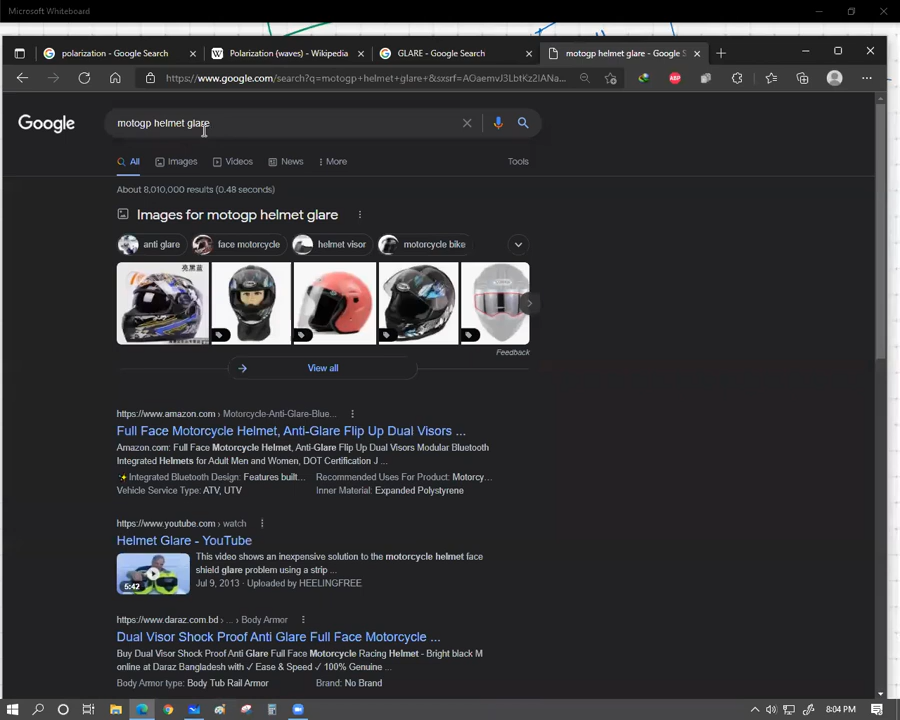 Microsoft Whiteboard
polarization - Google Search
Polarization (waves) - Wikipedia
GLARE - Google Search
motogp helmet glare - Google S
https://www.google.com/search?q=motogp+helmet+glare+&sxsrf=AGaemvJ3LbtKz2lANa...
ABP
Google
motogp helmet glare
All
Images
Videos
News
More
Tools
About 8,010,000 results (0.48 seconds)
Images for motogp helmet glare
anti glare
face motorcycle
helmet visor
motorcycle bike
亮黑蓝
Feedback
View all
https://www.amazon.com › Motorcycle-Anti-Glare-Blue...
Full Face Motorcycle Helmet, Anti-Glare Flip Up Dual Visors ...
Amazon.com: Full Face Motorcycle Helmet, Anti-Glare Flip Up Dual Visors Modular Bluetooth
Integrated Helmets for Adult Men and Women, DOT Certification J ...
Integrated Bluetooth Design: Features built... Recommended Uses For Product: Motorcy...
Vehicle Service Type: ATV, UTV Inner Material: Expanded Polystyrene
https://www.youtube.com › watch
Helmet Glare - YouTube
This video shows an inexpensive solution to the motorcycle helmet face
shield glare problem using a strip ...
5:42
Jul 9, 2013 · Uploaded by HEELINGFREE
https://www.daraz.com.bd › ... › Body Armor
Dual Visor Shock Proof Anti Glare Full Face Motorcycle ...
Buy Dual Visor Shock Proof Anti Glare Full Face Motorcycle Racing Helmet - Bright black M
online at Daraz Bangladesh with ✓ Ease & Speed ✓ 100% Genuine ...
Body Armor type: Body Tub Rail Armor Brand: No Brand
8:04 PM